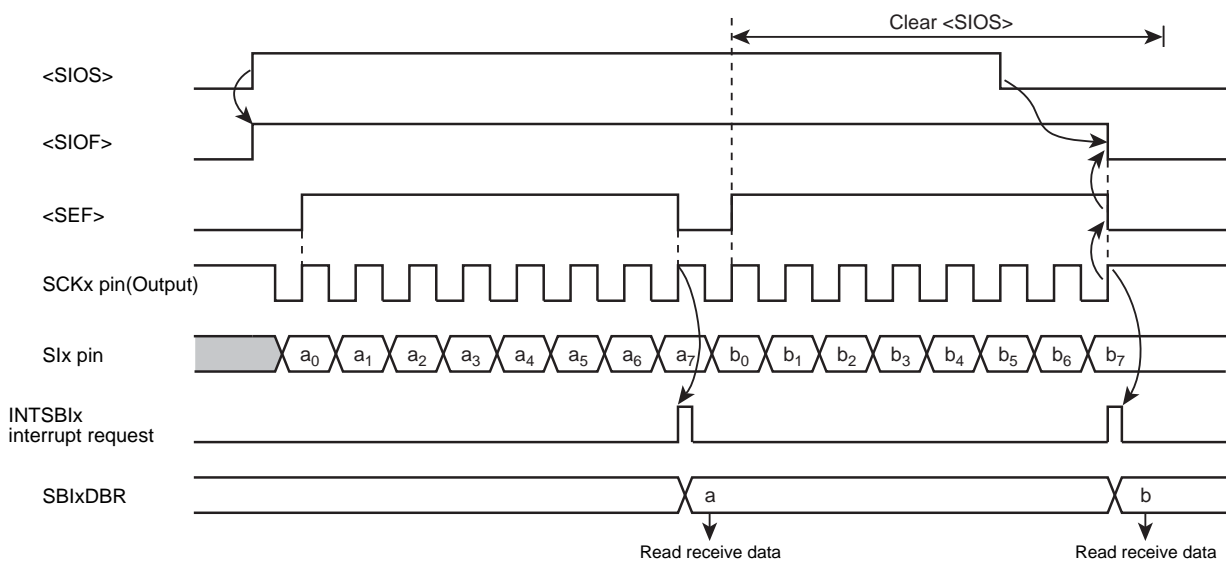 Clear <SIOS>
<SIOS>
<SIOF>
<SEF>
SCKx pin(Output)
SIx pin
a₀ a₁ a₂ a₃ a₄ a₅ a₆ a₇ b₀ b₁ b₂ b₃ b₄ b₅ b₆ b₇
INTSBIx
interrupt request
SBIxDBR
a b
Read receive data Read receive data